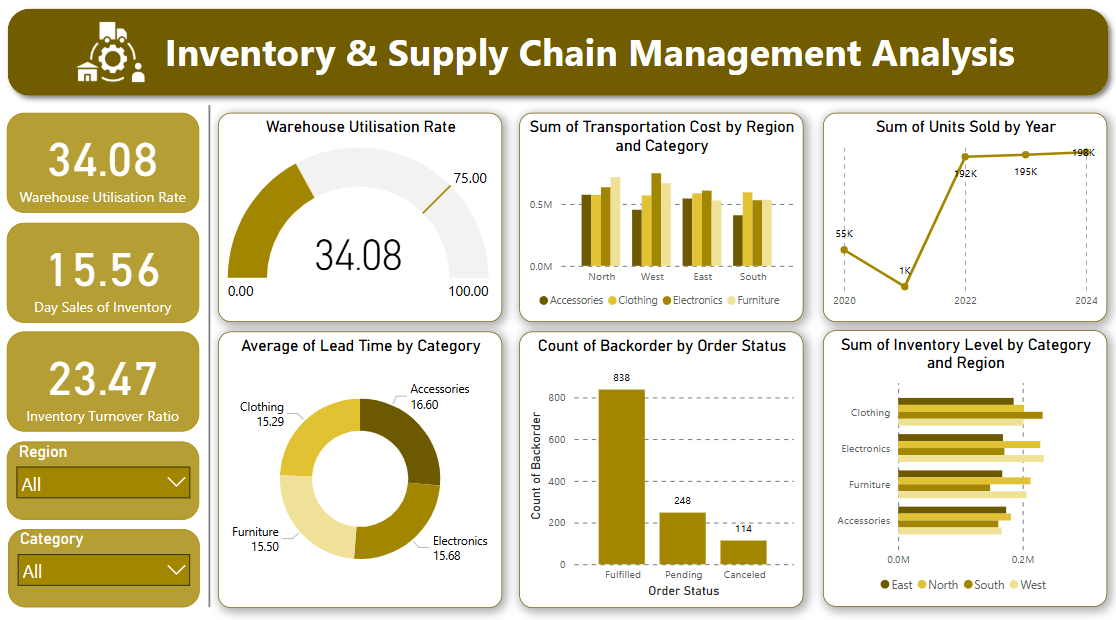 Inventory & Supply Chain Management Analysis
34.08
Warehouse Utilisation Rate
15.56
Day Sales of Inventory
23.47
Inventory Turnover Ratio
Region
All
Category
All
Warehouse Utilisation Rate
75.00
34.08
0.00
100.00
Sum of Transportation Cost by Region
and Category
0.5M
0.0M
North
West
East
South
Accessories
Clothing
Electronics
Furniture
Sum of Units Sold by Year
55K
1K
192K
195K
198K
2020
2022
2024
Average of Lead Time by Category
Accessories
16.60
Clothing
15.29
Furniture
15.50
Electronics
15.68
Count of Backorder by Order Status
Count of Backorder
800
600
400
200
0
838
248
114
Fulfilled
Pending
Canceled
Order Status
Sum of Inventory Level by Category
and Region
Clothing
Electronics
Furniture
Accessories
0.0M
0.2M
East
North
South
West